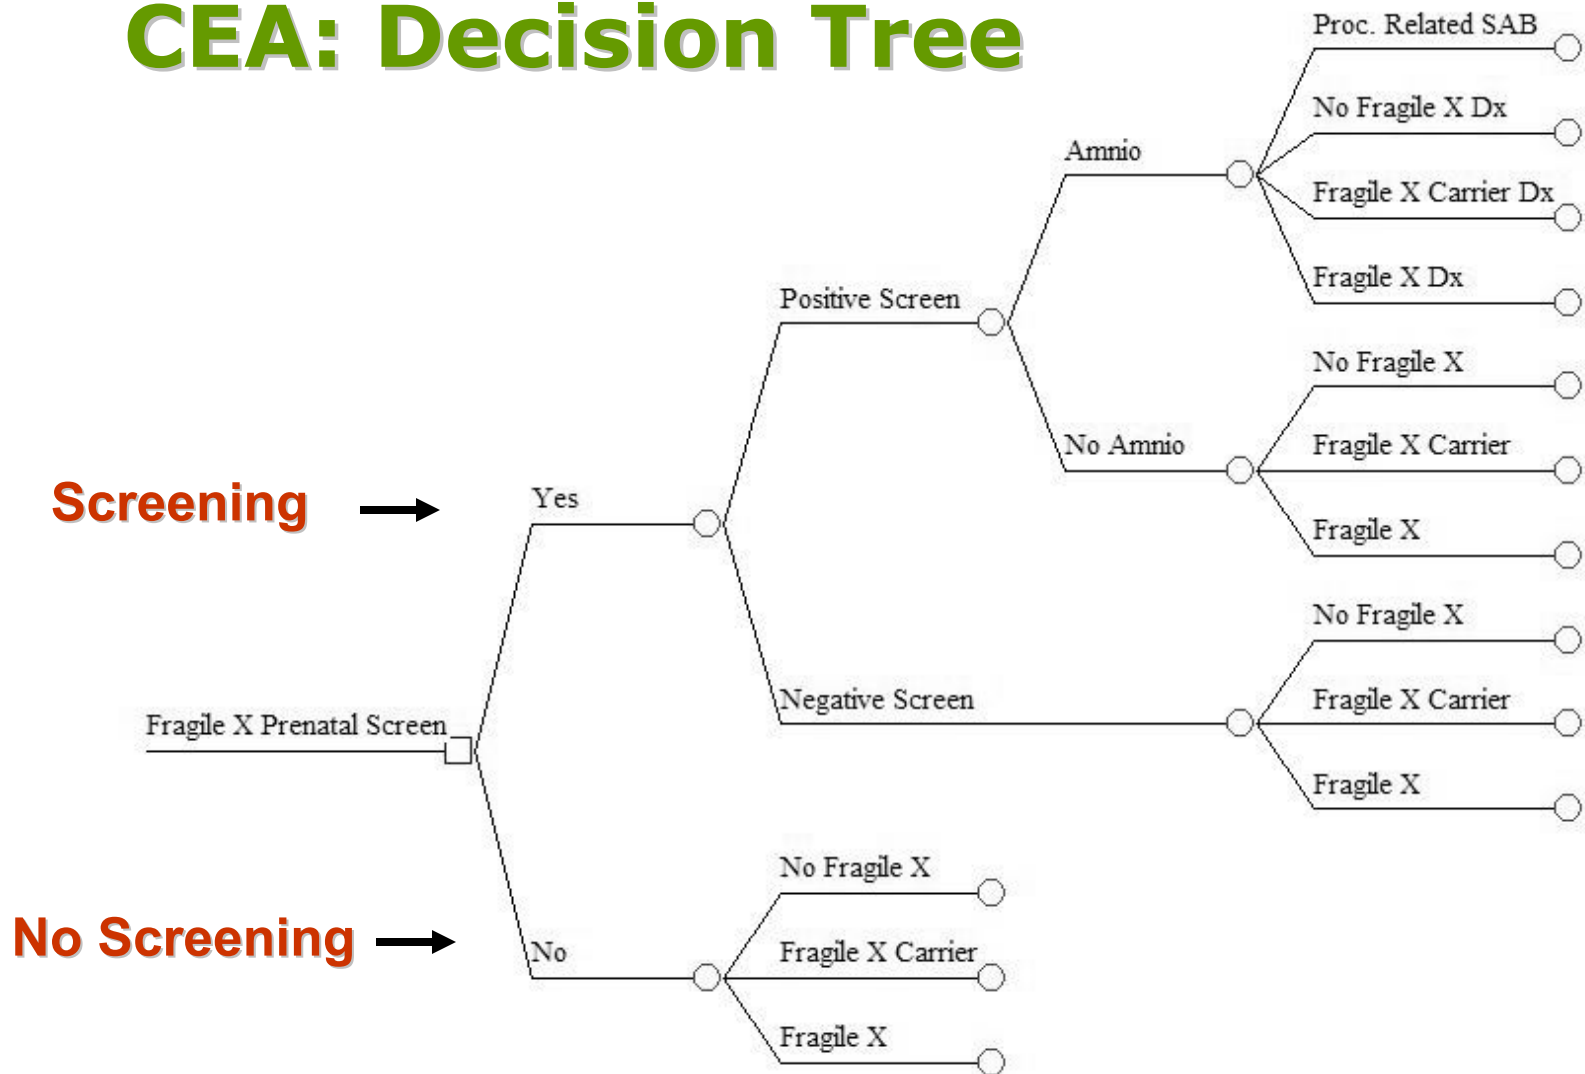 CEA: Decision Tree
Proc. Related SAB
No Fragile X Dx
Amnio
Fragile X Carrier Dx
Fragile X Dx
Positive Screen
No Fragile X
No Amnio
Fragile X Carrier
Fragile X
Screening
Yes
No Fragile X
Negative Screen
Fragile X Carrier
Fragile X
Fragile X Prenatal Screen
No Fragile X
No Screening
No
Fragile X Carrier
Fragile X